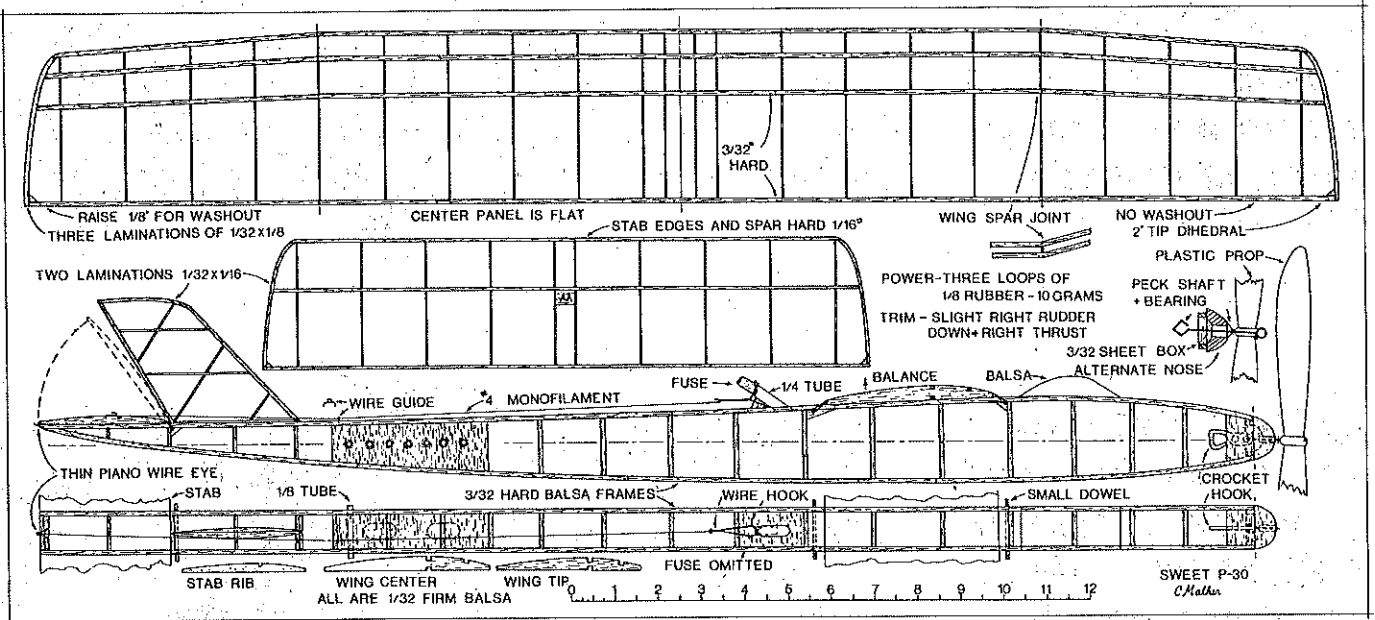 3/32"
HARD
RAISE 1/8' FOR WASHOUT
THREE LAMINATIONS OF 1/32X1/8
CENTER PANEL IS FLAT
WING SPAR JOINT
NO WASHOUT
2" TIP DIHEDRAL
STAB EDGES AND SPAR HARD 1/16"
TWO LAMINATIONS 1/32X1/16
PLASTIC PROP
POWER-THREE LOOPS OF
1/8 RUBBER - 10 GRAMS
TRIM - SLIGHT RIGHT RUDDER
DOWN + RIGHT THRUST
PECK SHAFT
+ BEARING
3/32 SHEET BOX
ALTERNATE NOSE
FUSE
1/4 TUBE
BALANCE
BALSA
WIRE GUIDE
#4 MONOFILAMENT
THIN PIANO WIRE EYE
STAB
1/8 TUBE
3/32 HARD BALSA FRAMES
WIRE HOOK
SMALL DOWEL
CROCKET
HOOK
STAB RIB
WING CENTER
WING TIP
FUSE OMITTED
ALL ARE 1/32 FIRM BALSA
0 1 2 3 4 5 6 7 8 9 10 11 12
SWEET P-30
C Mather